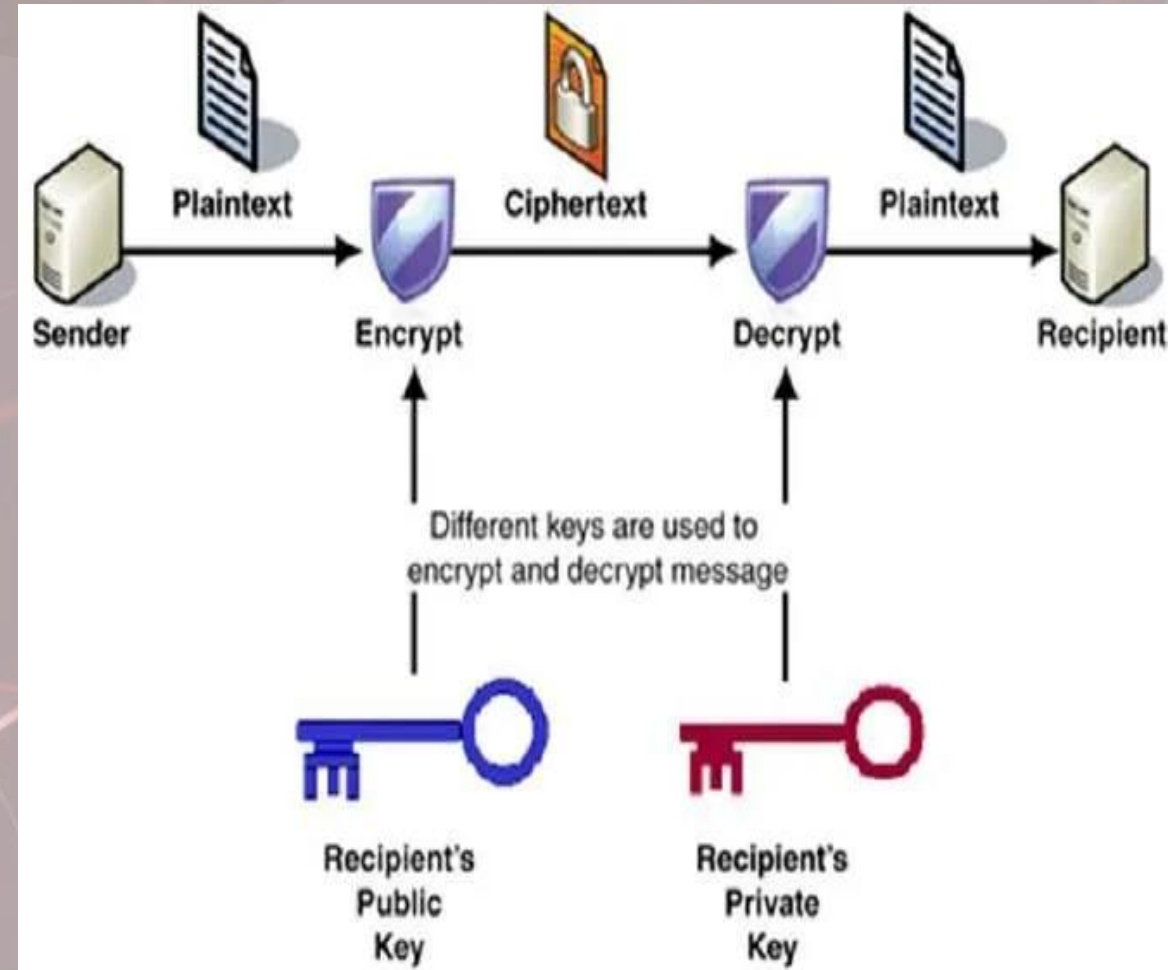 Plaintext
Ciphertext
Plaintext
Sender
Encrypt
Decrypt
Recipient
Different keys are used to
encrypt and decrypt message
Recipient's
Public
Key
Recipient's
Private
Key